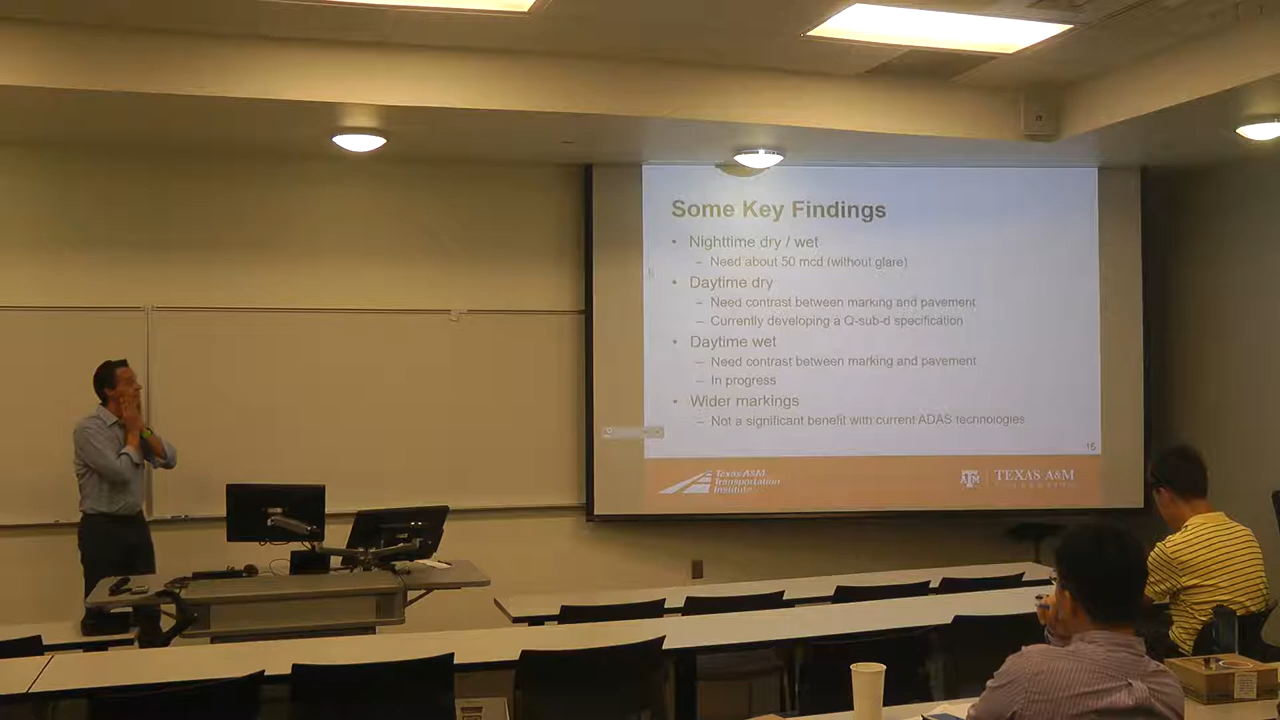 Some Key Findings
• Nighttime dry / wet
– Need about 50 mcd (without glare)
• Daytime dry
– Need contrast between marking and pavement
– Currently developing a Q-sub-d specification
• Daytime wet
– Need contrast between marking and pavement
– In progress
• Wider markings
– Not a significant benefit with current ADAS technologies
16
Texas A&M
Transportation
Institute
ATM
TEXAS A&M